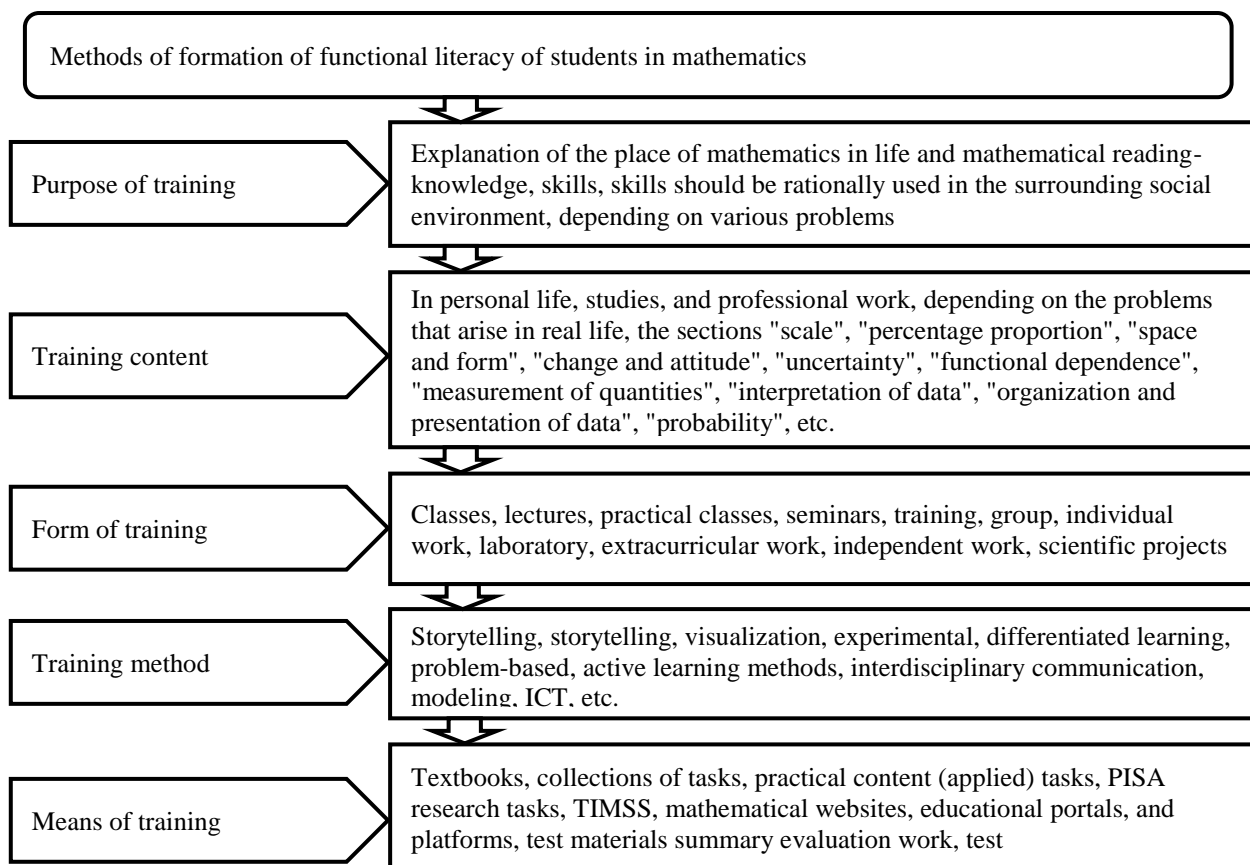 Methods of formation of functional literacy of students in mathematics
Purpose of training
Explanation of the place of mathematics in life and mathematical reading-
knowledge, skills, skills should be rationally used in the surrounding social
environment, depending on various problems
Training content
In personal life, studies, and professional work, depending on the problems
that arise in real life, the sections "scale", "percentage proportion", "space
and form", "change and attitude", "uncertainty", "functional dependence",
"measurement of quantities", "interpretation of data", "organization and
presentation of data", "probability", etc.
Form of training
Classes, lectures, practical classes, seminars, training, group, individual
work, laboratory, extracurricular work, independent work, scientific projects
Training method
Storytelling, storytelling, visualization, experimental, differentiated learning,
problem-based, active learning methods, interdisciplinary communication,
modeling, ICT, etc.
Means of training
Textbooks, collections of tasks, practical content (applied) tasks, PISA
research tasks, TIMSS, mathematical websites, educational portals, and
platforms, test materials summary evaluation work, test